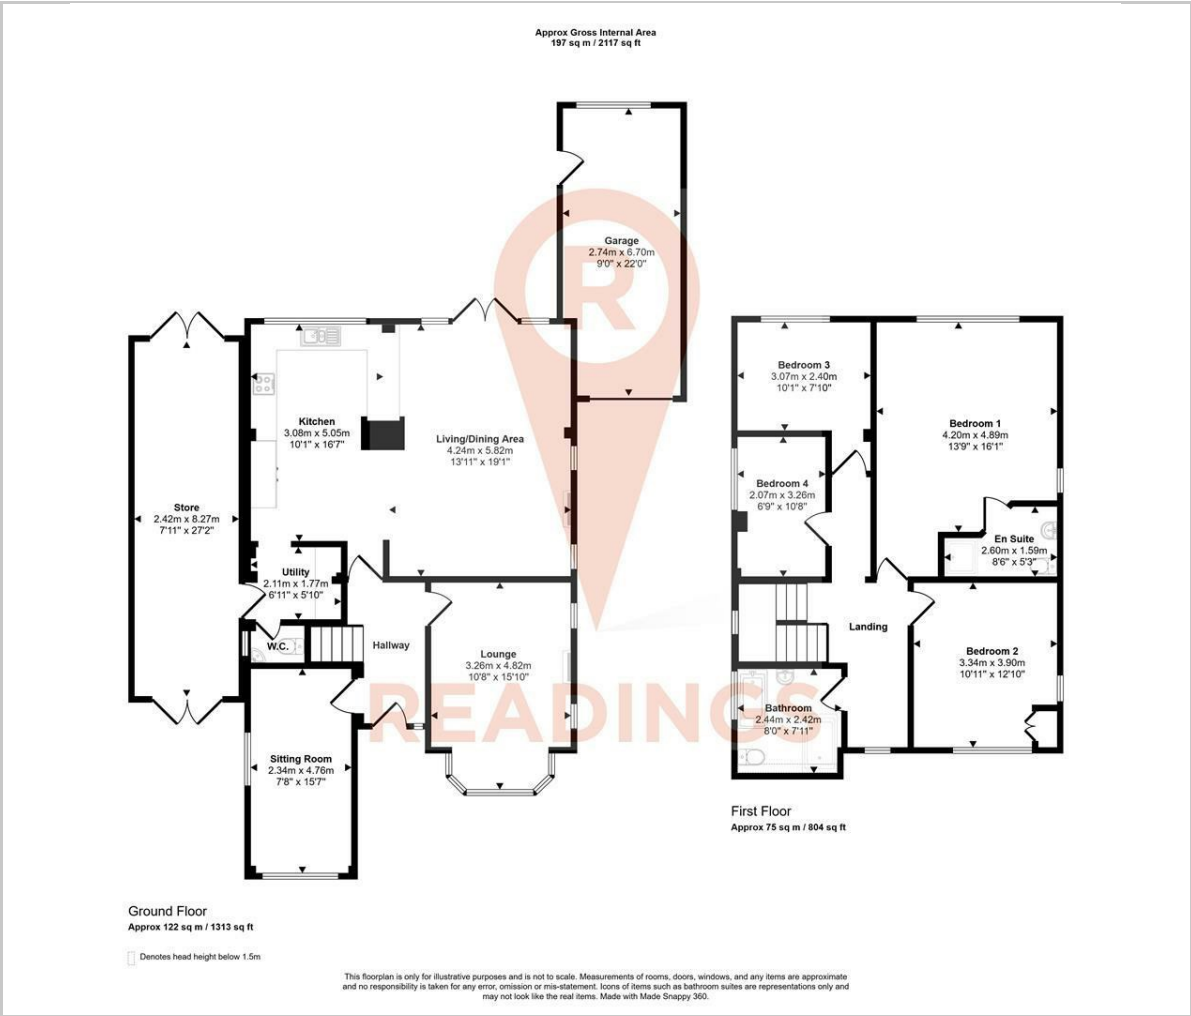 Approx Gross Internal Area
197 sq m / 2117 sq ft
Garage
2.74m x 6.70m
9'0" x 22'0"
Kitchen
3.08m x 5.05m
10'1" x 16'7"
Living/Dining Area
4.24m x 5.82m
13'11" x 19'1"
Store
2.42m x 8.27m
7'11" x 27'2"
Utility
2.11m x 1.77m
6'11" x 5'10"
W.C.
Hallway
Lounge
3.26m x 4.82m
10'8" x 15'10"
Sitting Room
2.34m x 4.76m
7'8" x 15'7"
Bedroom 3
3.07m x 2.40m
10'1" x 7'10"
Bedroom 1
4.20m x 4.89m
13'9" x 16'1"
Bedroom 4
2.07m x 3.26m
6'9" x 10'8"
En Suite
2.60m x 1.59m
8'6" x 5'3"
Landing
Bedroom 2
3.34m x 3.90m
10'11" x 12'10"
Bathroom
2.44m x 2.42m
8'0" x 7'11"
R
READINGS
First Floor
Approx 75 sq m / 804 sq ft
Ground Floor
Approx 122 sq m / 1313 sq ft
Denotes head height below 1.5m
This floorplan is only for illustrative purposes and is not to scale. Measurements of rooms, doors, windows, and any items are approximate
and no responsibility is taken for any error, omission or mis-statement. Icons of items such as bathroom suites are representations only and
may not look like the real items. Made with Made Snappy 360.